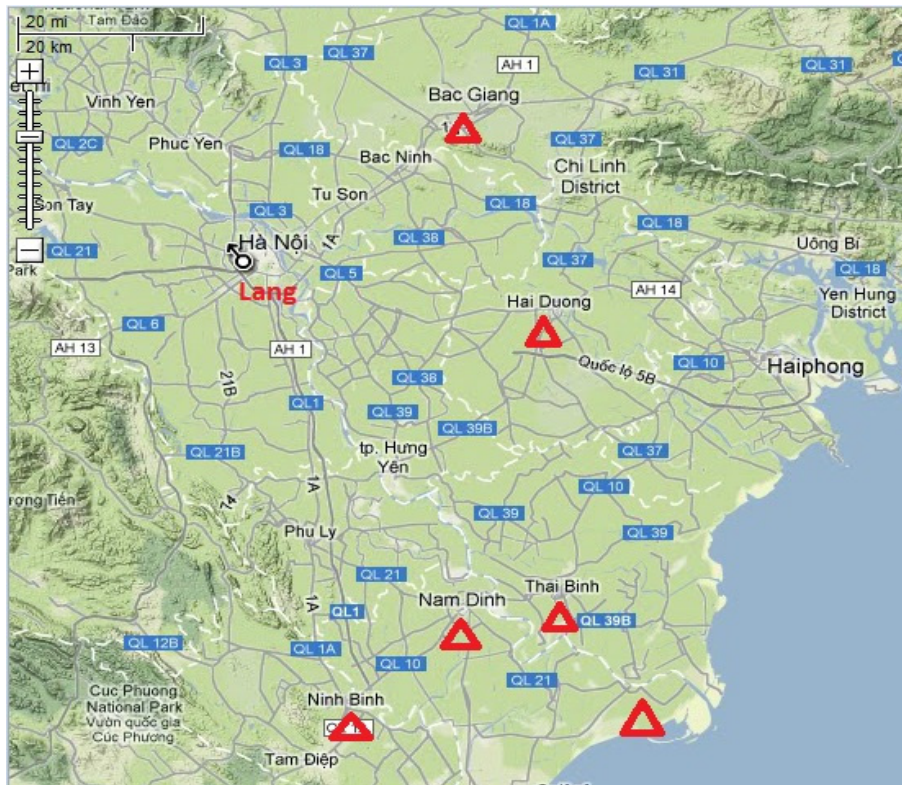 Tam Đảo
20 mi
20 km
QL 1A
QL 3
QL 37
AH 1
QL 31
QL 31
Vinh Yen
Bac Giang
QL 2C
Phuc Yen
QL 18
Bac Ninh
QL 37
Chi Linh
District
Tu Son
Son Tay
QL 3
QL 18
QL 18
QL 21
Hà Nội
1A
QL 38
Uông Bí
Park
QL 5
QL 37
QL 18
Lang
Hai Duong
AH 14
Yen Hung
District
QL 6
AH 13
AH 1
QL 10
Quốc lộ 5B
Haiphong
21B
QL 38
QL1
QL 39
QL 39B
QL 21B
tp. Hưng
Yên
QL 37
1A
QL 10
ượng Tiên
74
QL 39
QL 39
Phu Ly
QL 21
Thai Binh
1A
QL1
Nam Dinh
QL 39B
QL 12B
QL 1A
QL 10
QL 21
Cuc Phuong
National Park
Vườn quốc gia
Cúc Phương
Ninh Binh
Tam Điệp